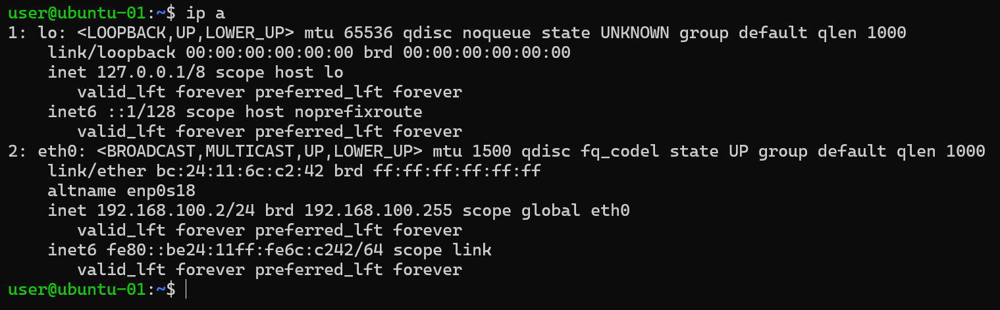 user@ubuntu-01:~$ ip a
1: lo: <LOOPBACK,UP,LOWER_UP> mtu 65536 qdisc noqueue state UNKNOWN group default qlen 1000
    link/loopback 00:00:00:00:00:00 brd 00:00:00:00:00:00
    inet 127.0.0.1/8 scope host lo
       valid_lft forever preferred_lft forever
    inet6 ::1/128 scope host noprefixroute
       valid_lft forever preferred_lft forever
2: eth0: <BROADCAST,MULTICAST,UP,LOWER_UP> mtu 1500 qdisc fq_codel state UP group default qlen 1000
    link/ether bc:24:11:6c:c2:42 brd ff:ff:ff:ff:ff:ff
    altname enp0s18
    inet 192.168.100.2/24 brd 192.168.100.255 scope global eth0
       valid_lft forever preferred_lft forever
    inet6 fe80::be24:11ff:fe6c:c242/64 scope link
       valid_lft forever preferred_lft forever
user@ubuntu-01:~$